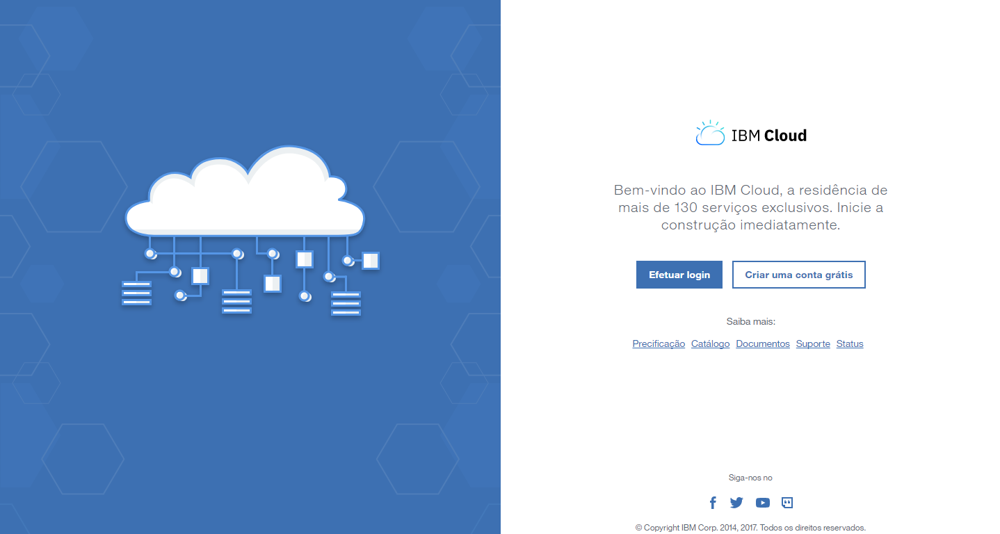 IBM Cloud
Bem-vindo ao IBM Cloud, a residência de
mais de 130 serviços exclusivos. Inicie a
construção imediatamente.
Efetuar login Criar uma conta grátis
Saiba mais:
Precificação Catálogo Documentos Suporte Status
Siga-nos no
© Copyright IBM Corp. 2014, 2017. Todos os direitos reservados.